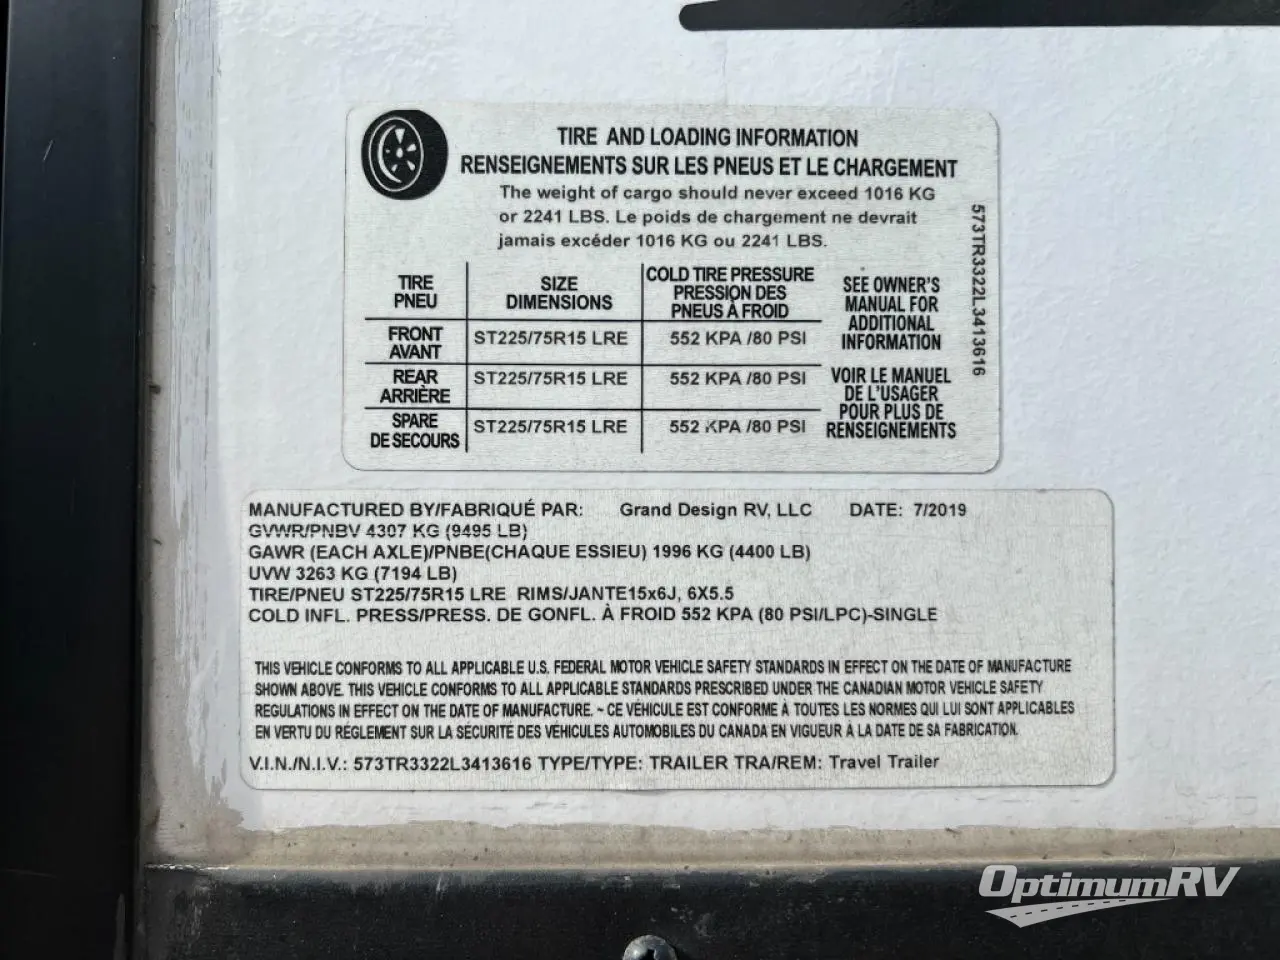 TIRE AND LOADING INFORMATION
RENSEIGNEMENTS SUR LES PNEUS ET LE CHARGEMENT
The weight of cargo should never exceed 1016 KG
or 2241 LBS. Le poids de chargement ne devrait
jamais excéder 1016 KG ou 2241 LBS.
TIRE
PNEU
SIZE
DIMENSIONS
COLD TIRE PRESSURE
PRESSION DES
PNEUS À FROID
FRONT
AVANT
ST225/75R15 LRE
552 KPA /80 PSI
REAR
ARRIÈRE
ST225/75R15 LRE
552 KPA /80 PSI
SPARE
DE SECOURS
ST225/75R15 LRE
552 KPA /80 PSI
SEE OWNER'S
MANUAL FOR
ADDITIONAL
INFORMATION
VOIR LE MANUEL
DE L'USAGER
POUR PLUS DE
RENSEIGNEMENTS
573TR3322L3413616
MANUFACTURED BY/FABRIQUÉ PAR: Grand Design RV, LLC DATE: 7/2019
GVWR/PNBV 4307 KG (9495 LB)
GAWR (EACH AXLE)/PNBE(CHAQUE ESSIEU) 1996 KG (4400 LB)
UVW 3263 KG (7194 LB)
TIRE/PNEU ST225/75R15 LRE RIMS/JANTE15x6J, 6X5.5
COLD INFL. PRESS/PRESS. DE GONFL. À FROID 552 KPA (80 PSI/LPC)-SINGLE
THIS VEHICLE CONFORMS TO ALL APPLICABLE U.S. FEDERAL MOTOR VEHICLE SAFETY STANDARDS IN EFFECT ON THE DATE OF MANUFACTURE
SHOWN ABOVE. THIS VEHICLE CONFORMS TO ALL APPLICABLE STANDARDS PRESCRIBED UNDER THE CANADIAN MOTOR VEHICLE SAFETY
REGULATIONS IN EFFECT ON THE DATE OF MANUFACTURE. ~ CE VÉHICULE EST CONFORME À TOUTES LES NORMES QUI LUI SONT APPLICABLES
EN VERTU DU RÉGLEMENT SUR LA SÉCURITÉ DES VÉHICULES AUTOMOBILES DU CANADA EN VIGUEUR À LA DATE DE SA FABRICATION.
V.I.N./N.I.V.: 573TR3322L3413616 TYPE/TYPE: TRAILER TRA/REM: Travel Trailer
OptimumRV